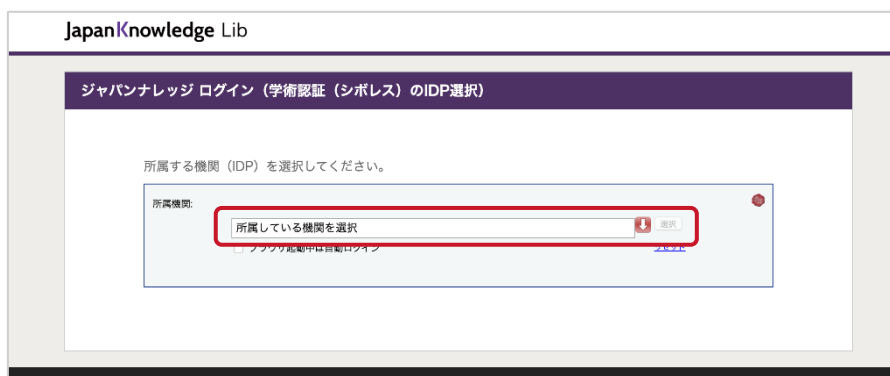 JapanKnowledge Lib
ジャパンナレッジ ログイン（学術認証（シボレス）のIDP選択）
所属する機関（IDP）を選択してください。
所属機関:
所属している機関を選択
選択
ブラウザ起動中は自動ログイン
リセット